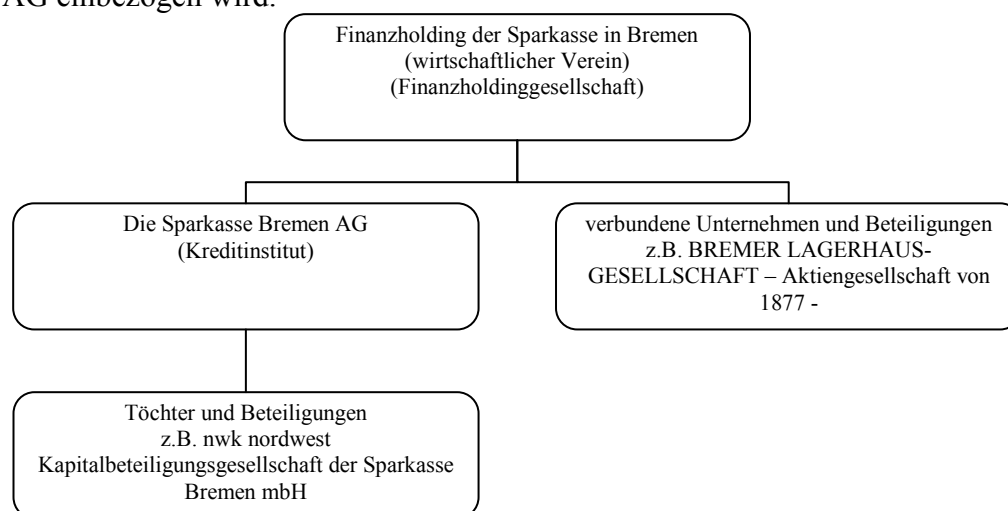 AG einbezogen wird.
Finanzholding der Sparkasse in Bremen
(wirtschaftlicher Verein)
(Finanzholdinggesellschaft)
Die Sparkasse Bremen AG
(Kreditinstitut)
verbundene Unternehmen und Beteiligungen
z.B. BREMER LAGERHAUS-
GESELLSCHAFT – Aktiengesellschaft von
1877 -
Töchter und Beteiligungen
z.B. nwk nordwest
Kapitalbeteiligungsgesellschaft der Sparkasse
Bremen mbH